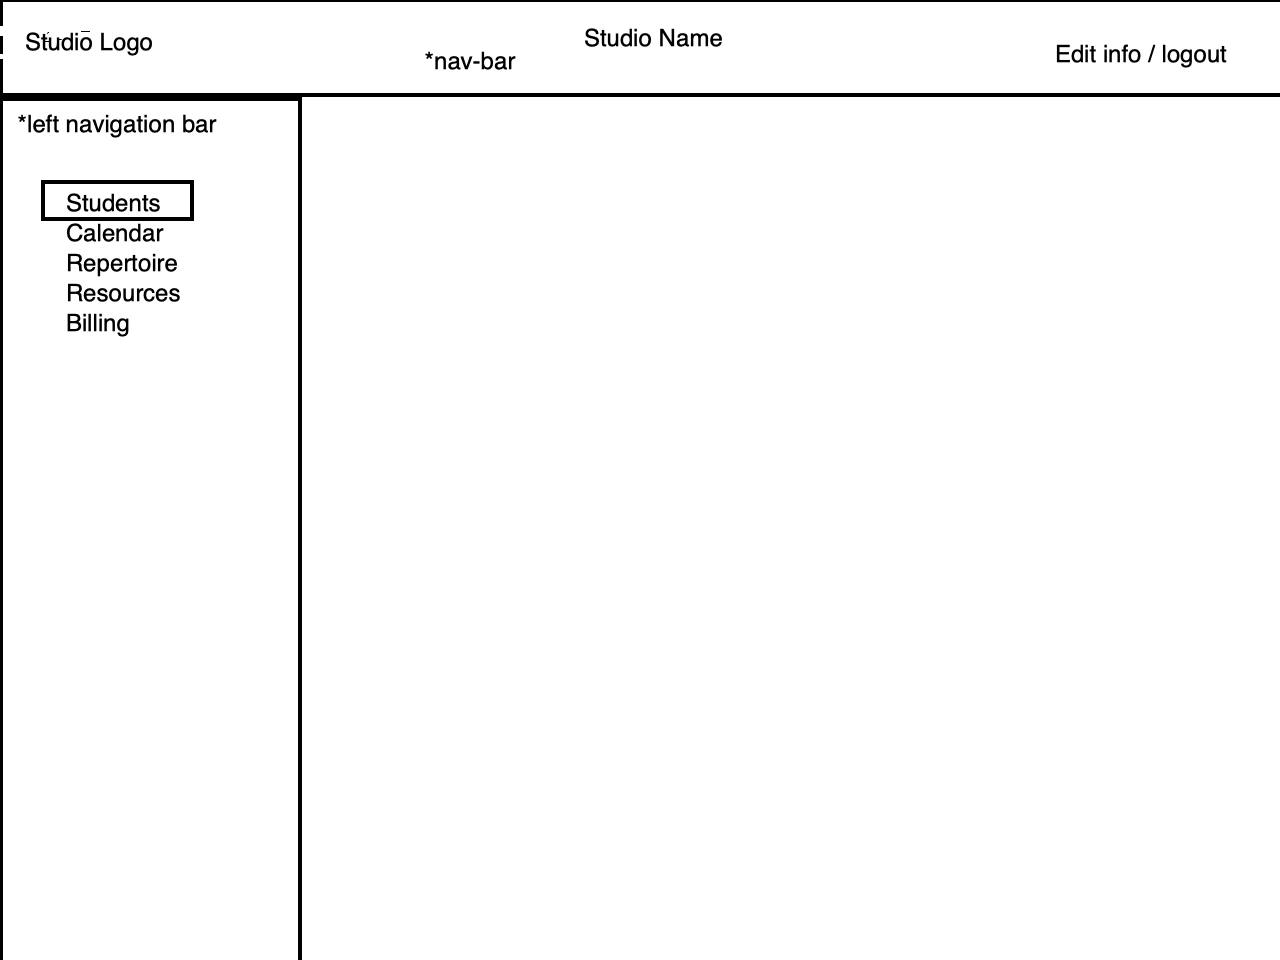 Studio Logo
Studio Name
*nav-bar
Edit info / logout
*left navigation bar
Students
Calendar
Repertoire
Resources
Billing